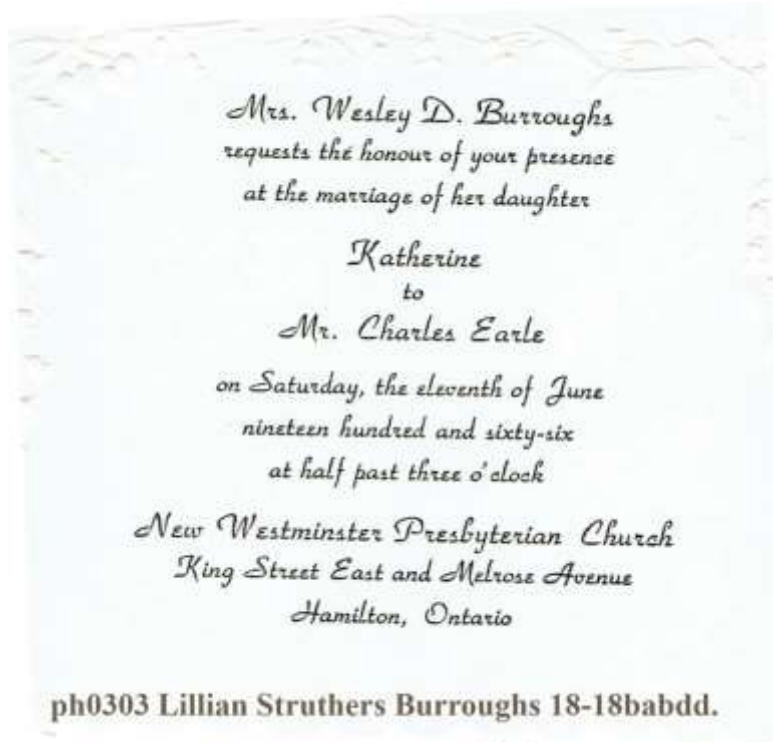 Mrs. Wesley D. Burroughs
requests the honour of your presence
at the marriage of her daughter
Katherine
to
Mr. Charles Earle
on Saturday, the eleventh of June
nineteen hundred and sixty-six
at half past three o'clock
New Westminster Presbyterian Church
King Street East and Melrose Avenue
Hamilton, Ontario
ph0303 Lillian Struthers Burroughs 18-18babdd.